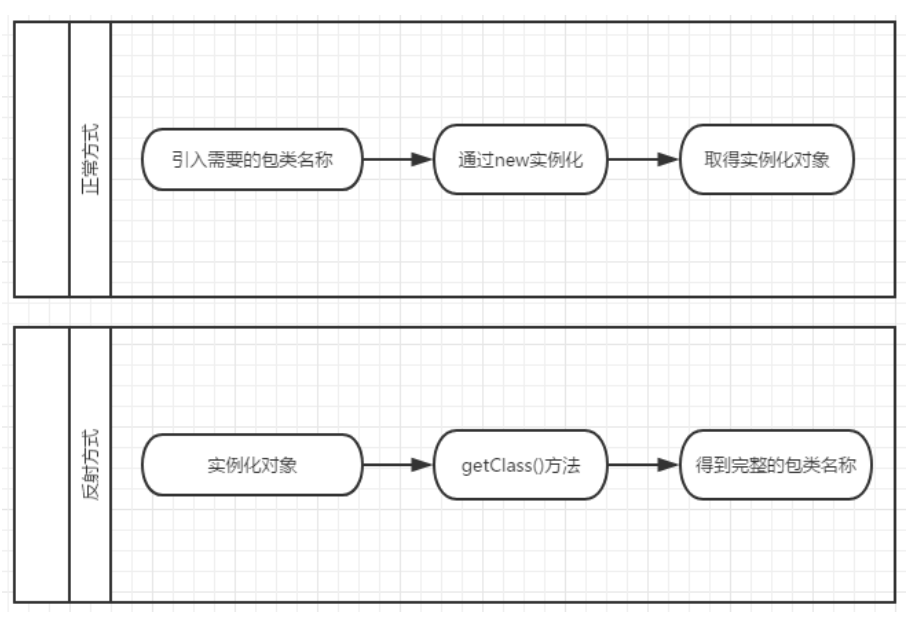 正常方式
引入需要的包类名称
通过new实例化
取得实例化对象
反射方式
实例化对象
getClass()方法
得到完整的包类名称